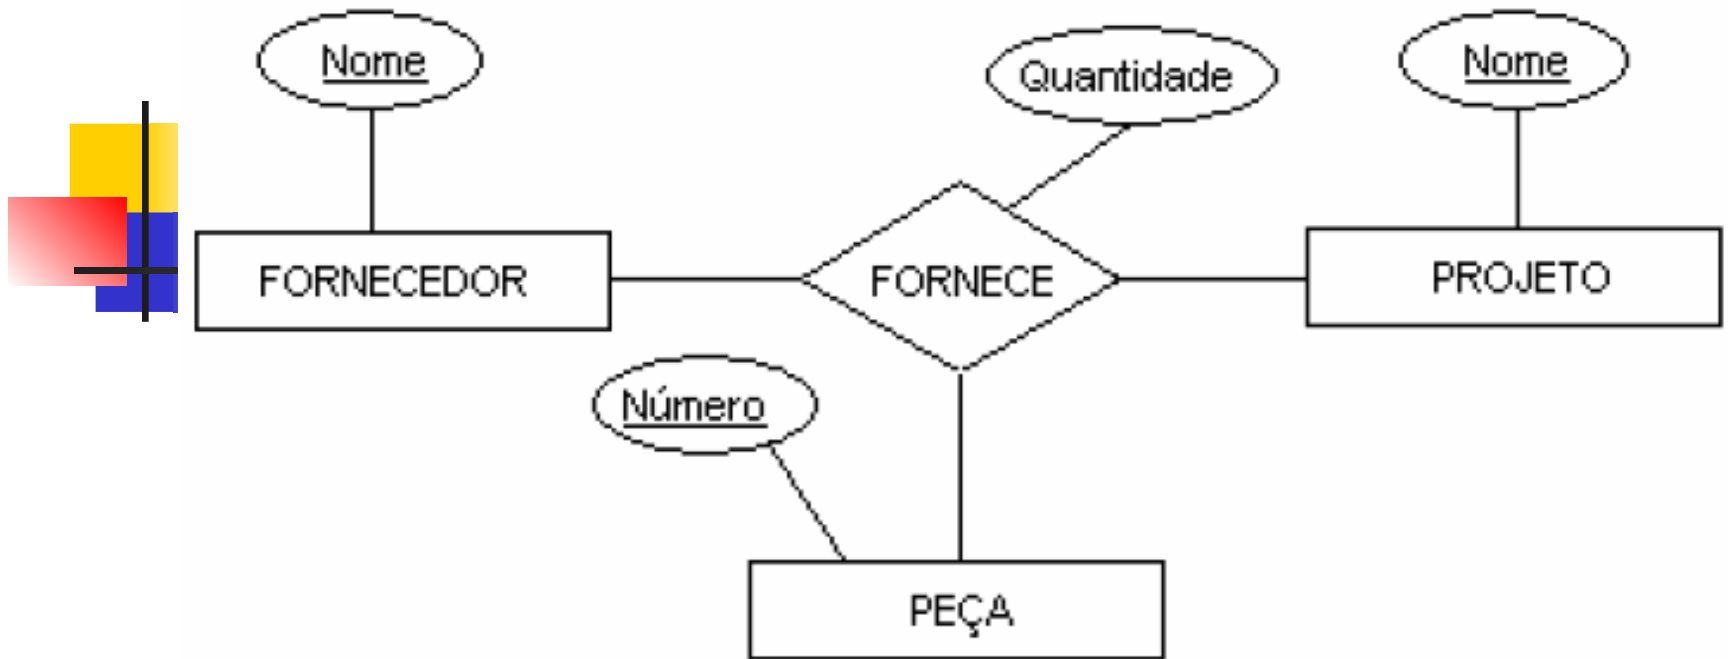 Nome
Quantidade
Nome
FORNECEDOR
FORNECE
PROJETO
Número
PEÇA